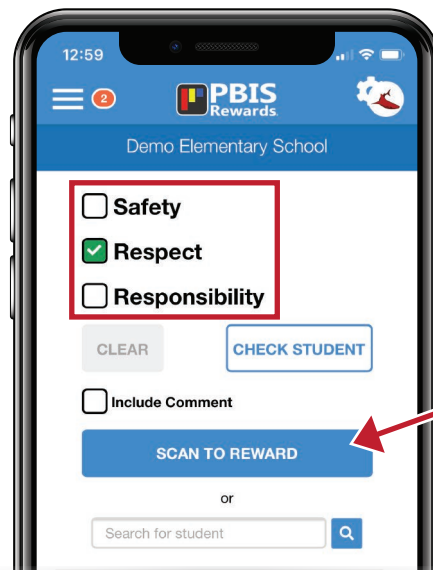 12:59
2
PBIS
Rewards
Demo Elementary School
Safety
Respect
Responsibility
CLEAR
CHECK STUDENT
Include Comment
SCAN TO REWARD
or
Search for student